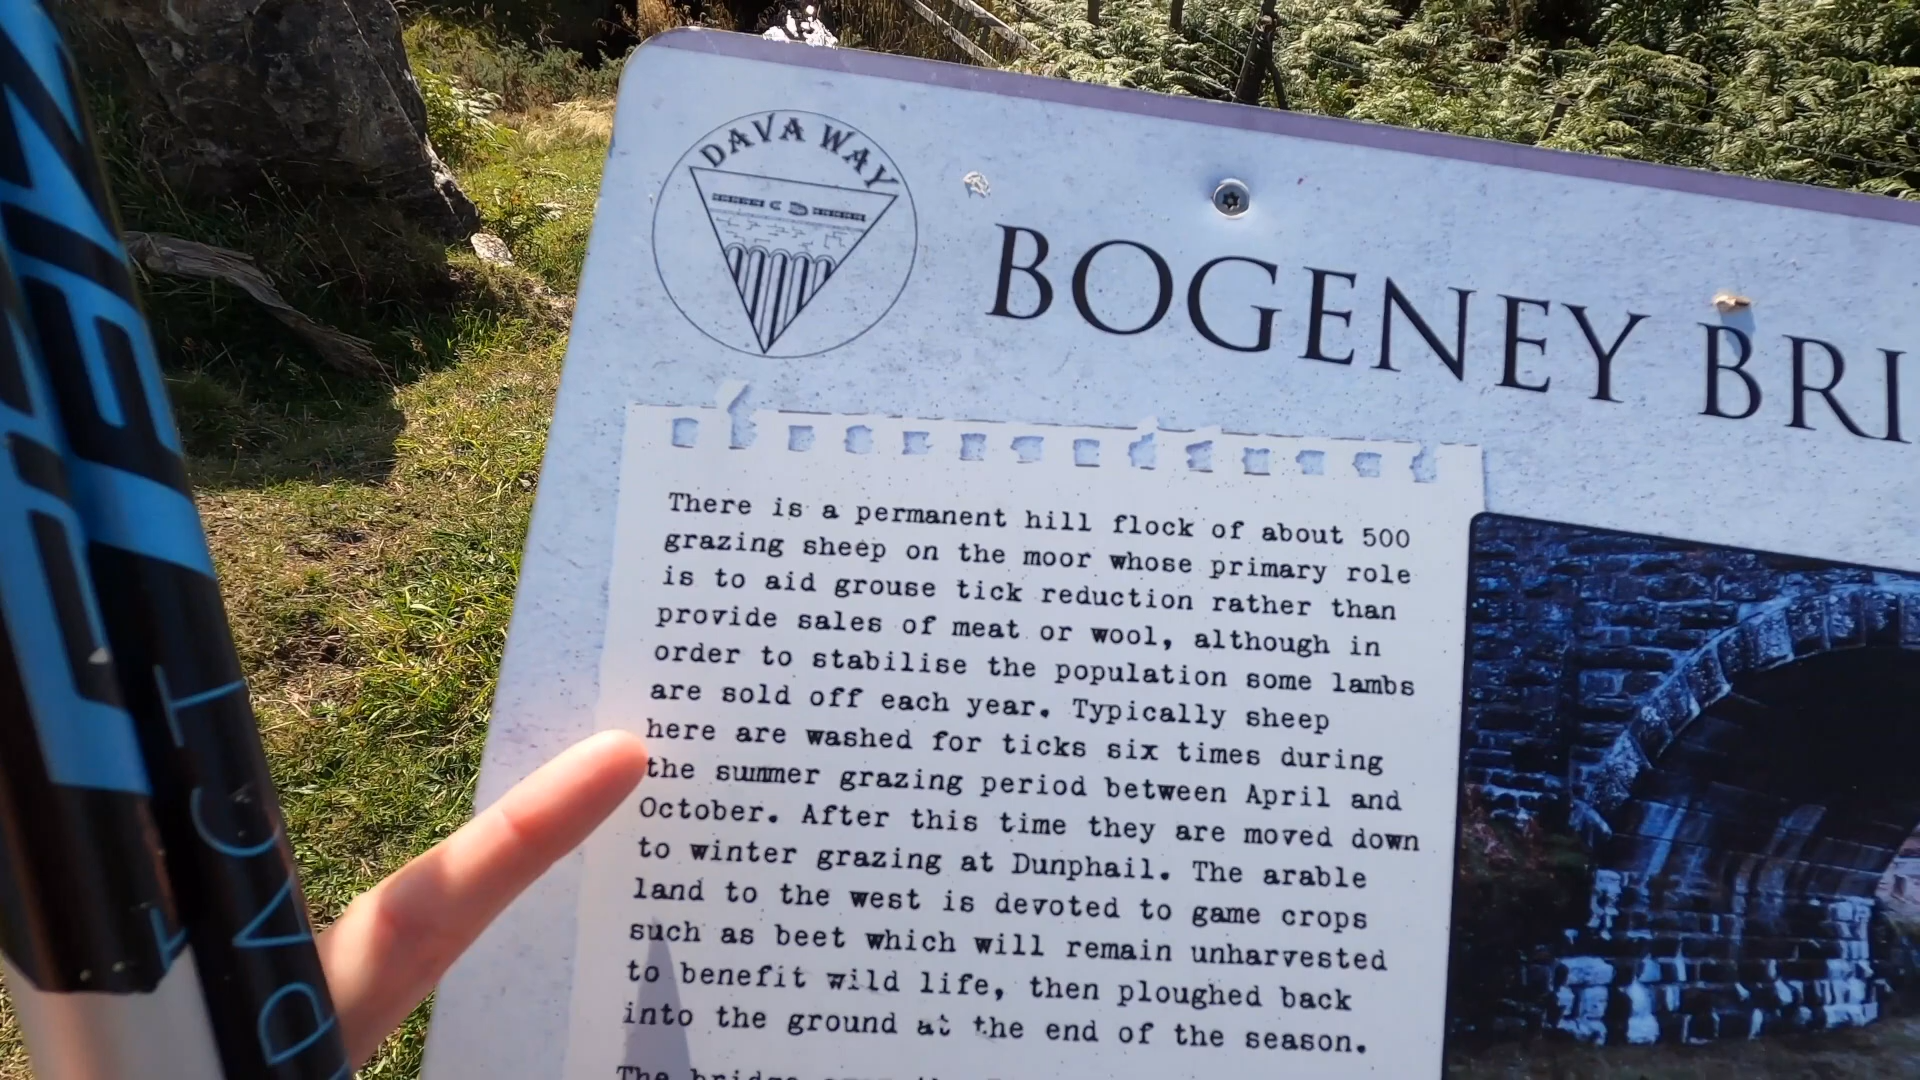 DAVA WAY
BOGENEY BRI
There is a permanent hill flock of about 500
grazing sheep on the moor whose primary role
is to aid grouse tick reduction rather than
provide sales of meat or wool, although in
order to stabilise the population some lambs
are sold off each year. Typically sheep
here are washed for ticks six times during
the summer grazing period between April and
October. After this time they are moved down
to winter grazing at Dunphail. The arable
land to the west is devoted to game crops
such as beet which will remain unharvested
to benefit wild life, then ploughed back
into the ground at the end of the season.
The bridge